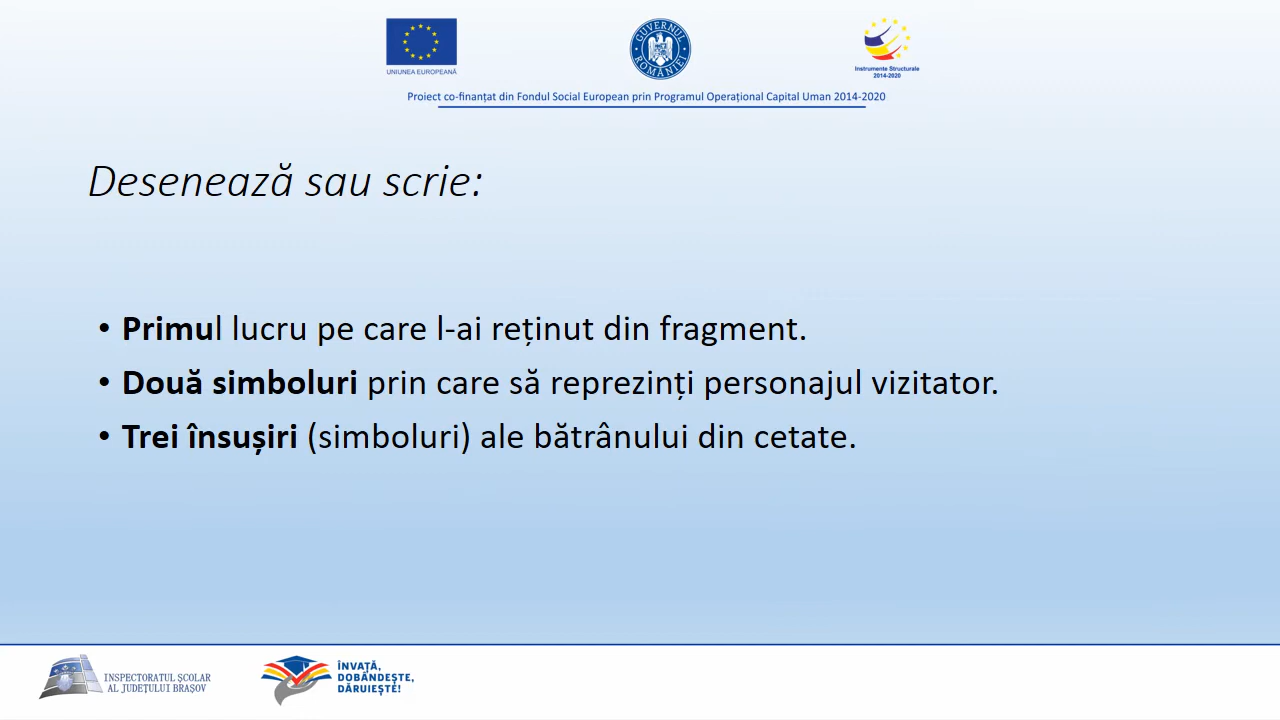 UNIUNEA EUROPEANĂ
GUVERNUL ROMÂNIEI
Instrumente Structurale
2014-2020
Proiect co-finanțat din Fondul Social European prin Programul Operațional Capital Uman 2014-2020
Desenează sau scrie:
• Primul lucru pe care l-ai reținut din fragment.
• Două simboluri prin care să reprezinți personajul vizitator.
• Trei însușiri (simboluri) ale bătrânului din cetate.
INSPECTORATUL ȘCOLAR
AL JUDEȚULUI BRAȘOV
ÎNVAȚĂ,
DOBÂNDEȘTE,
DĂRUIEȘTE!